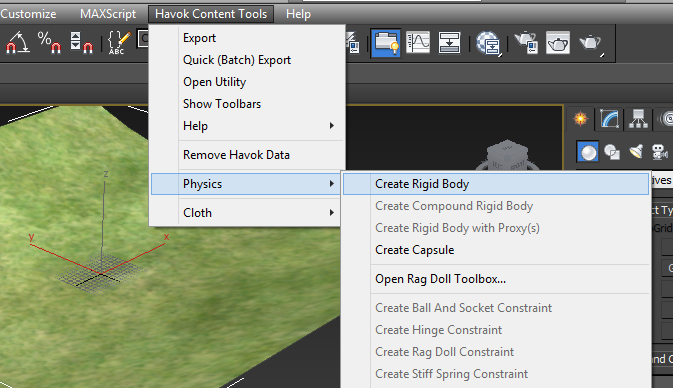 Customize MAXScript Havok Content Tools Help
Export
Quick (Batch) Export
Open Utility
Show Toolbars
Help
Remove Havok Data
Physics
Cloth
Create Rigid Body
Create Compound Rigid Body
Create Rigid Body with Proxy(s)
Create Capsule
Open Rag Doll Toolbox...
Create Ball And Socket Constraint
Create Hinge Constraint
Create Rag Doll Constraint
Create Stiff Spring Constraint
z
y
x
ives